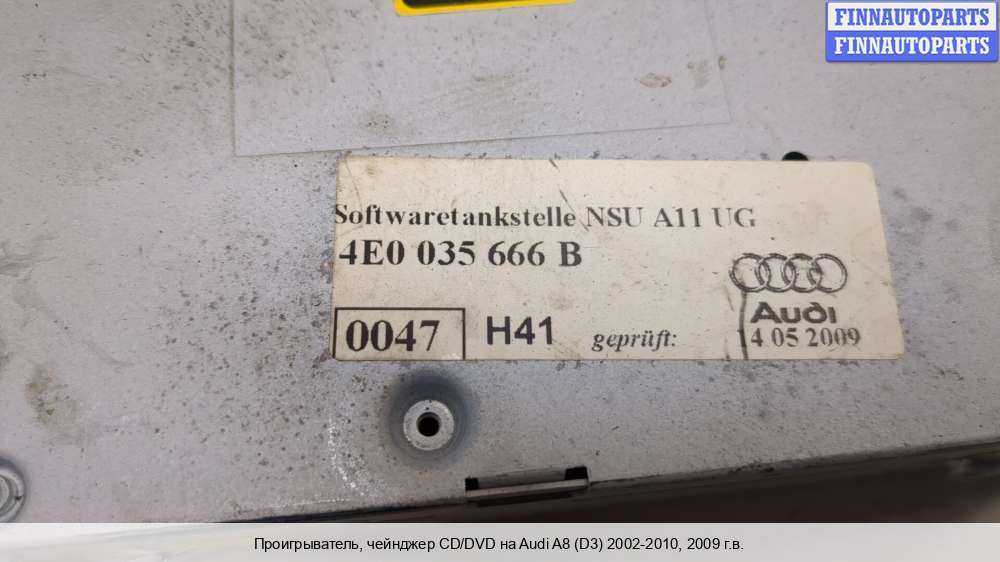 FINNAUTOPARTS
FINNAUTOPARTS
Softwaretankstelle NSU A11 UG
4E0 035 666 B
Audi
0047 H41 geprüft: 14 05 2009
Проигрыватель, чейнджер CD/DVD на Audi A8 (D3) 2002-2010, 2009 г.в.